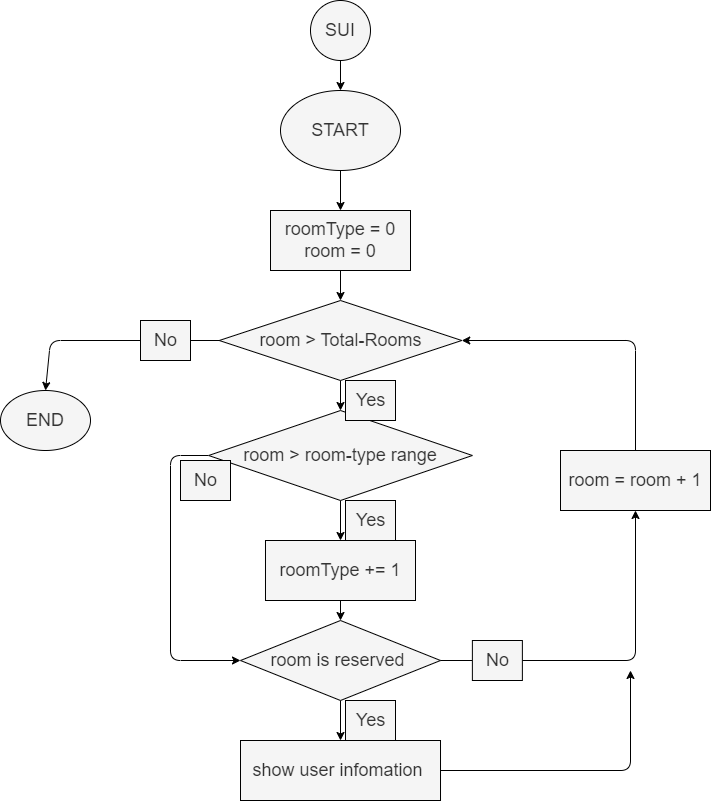 SUI
START
roomType = 0
room = 0
No
room > Total-Rooms
Yes
END
room > room-type range
No
room = room + 1
Yes
roomType += 1
room is reserved
No
Yes
show user infomation